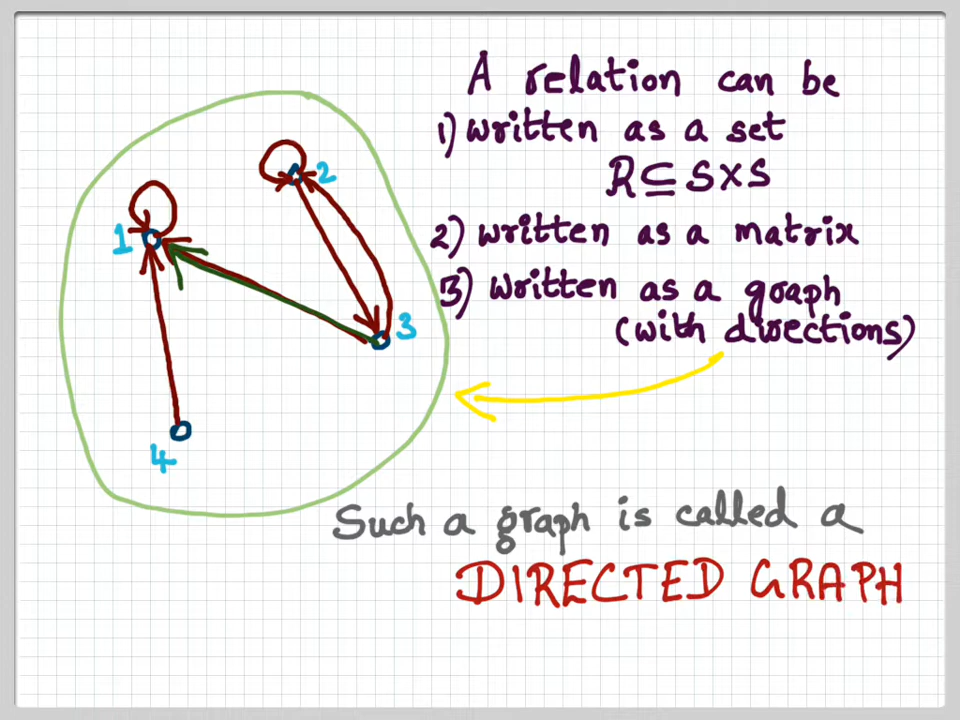 A relation can be
1) written as a set
R ⊆ S×S
2) written as a matrix
3) written as a graph
(with directions)
1
2
3
4
Such a graph is called a
DIRECTED GRAPH